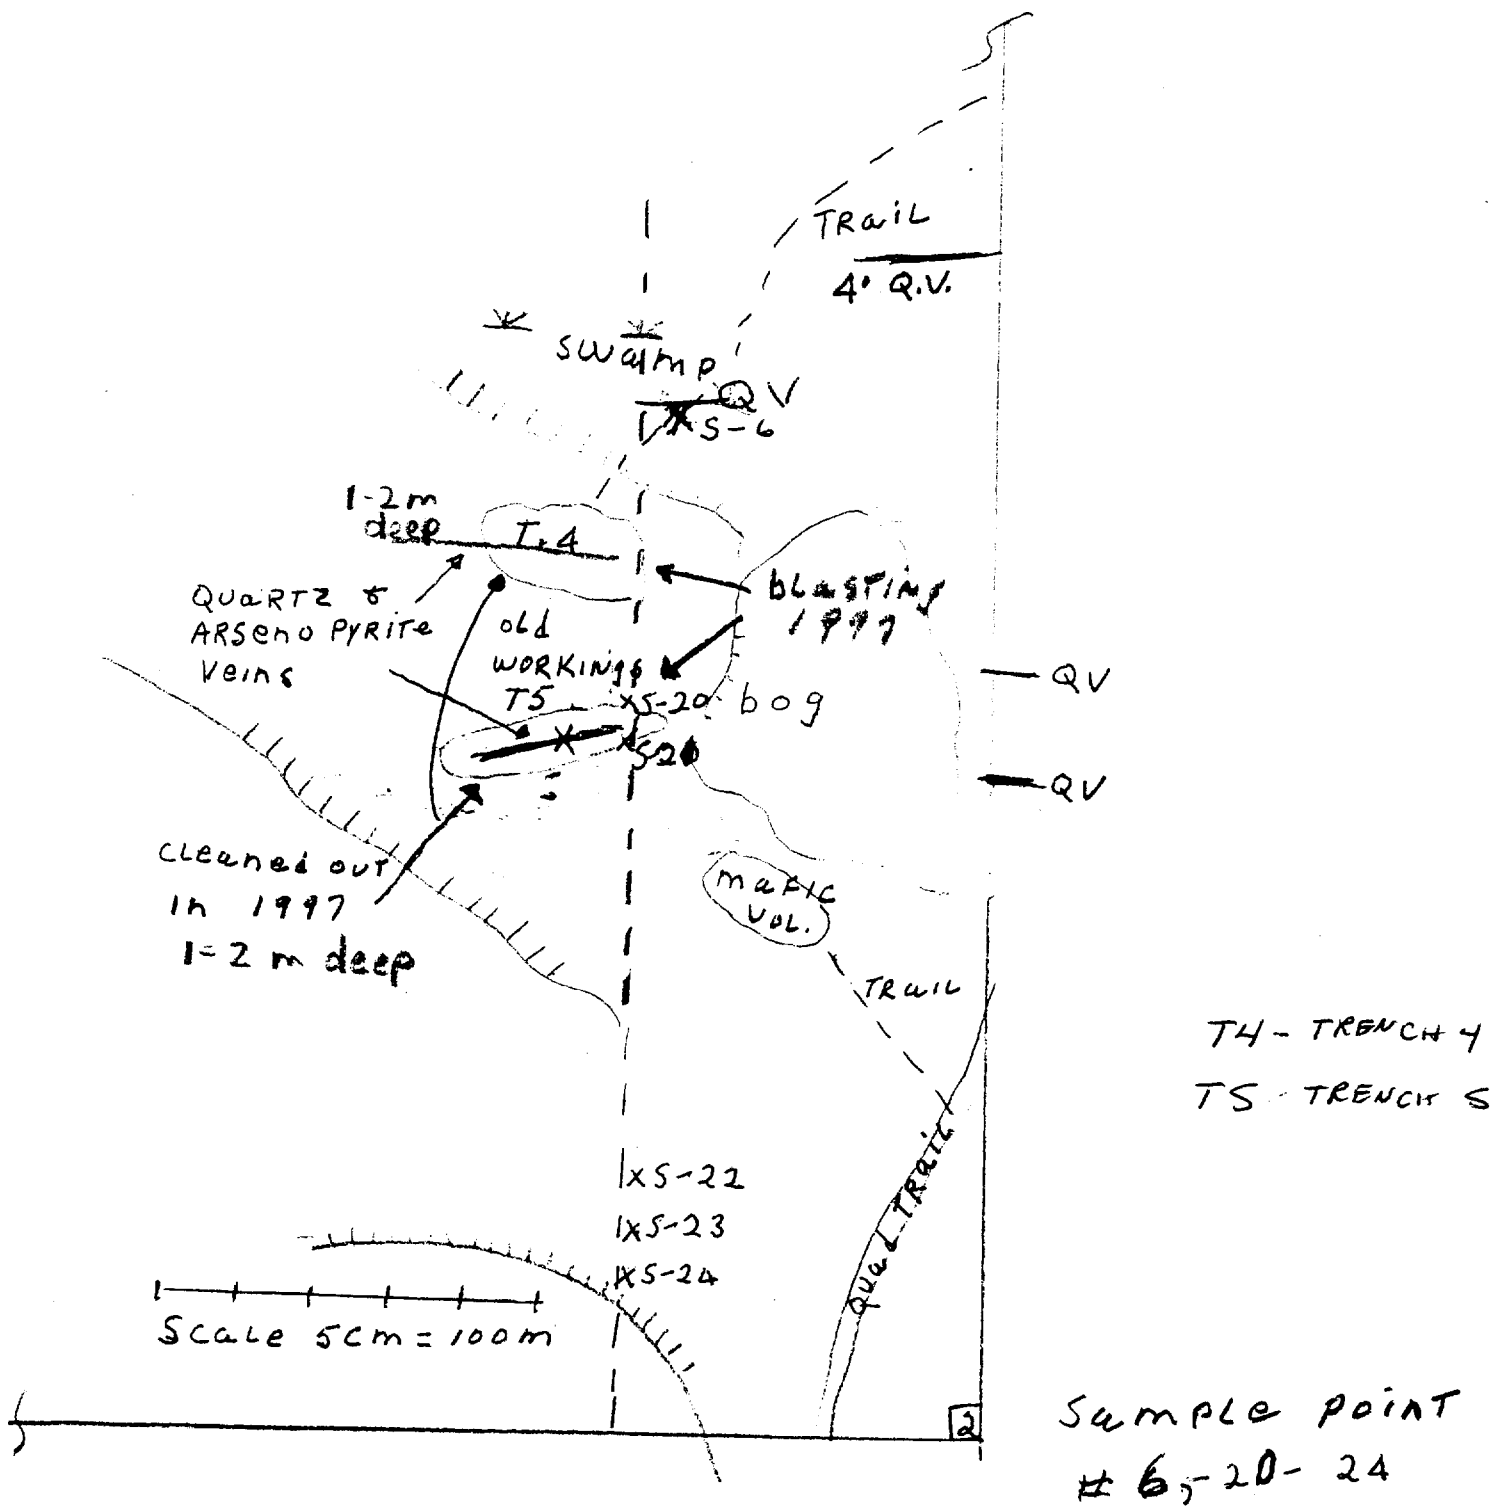 TRail
4' Q.V.
swamp
QV
S-6
1-2m
deep
T.4
blasting
1997
QUARTZ &
ARSeno PYRite
Veins
old
WORKINgs
T5
xS-20
bog
QV
QV
Cleaned out
in 1997
1-2 m deep
mafic
vol.
TRail
T4 - TRENCH 4
T5 - TRENCH 5
Quad TRail
xS-22
xS-23
xS-24
Scale 5cm = 100m
2
Sample point
# 6,-20-24